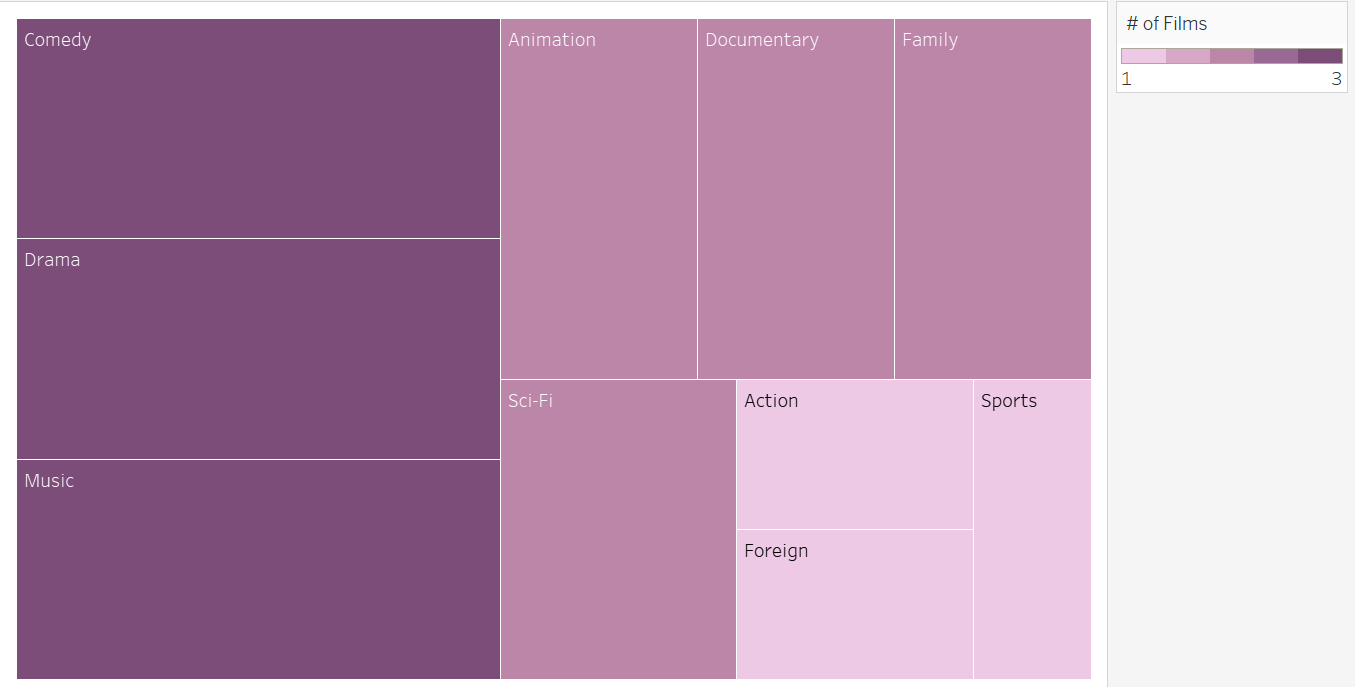 Comedy
Animation
Documentary
Family
# of Films
1
3
Drama
Sci-Fi
Action
Sports
Music
Foreign